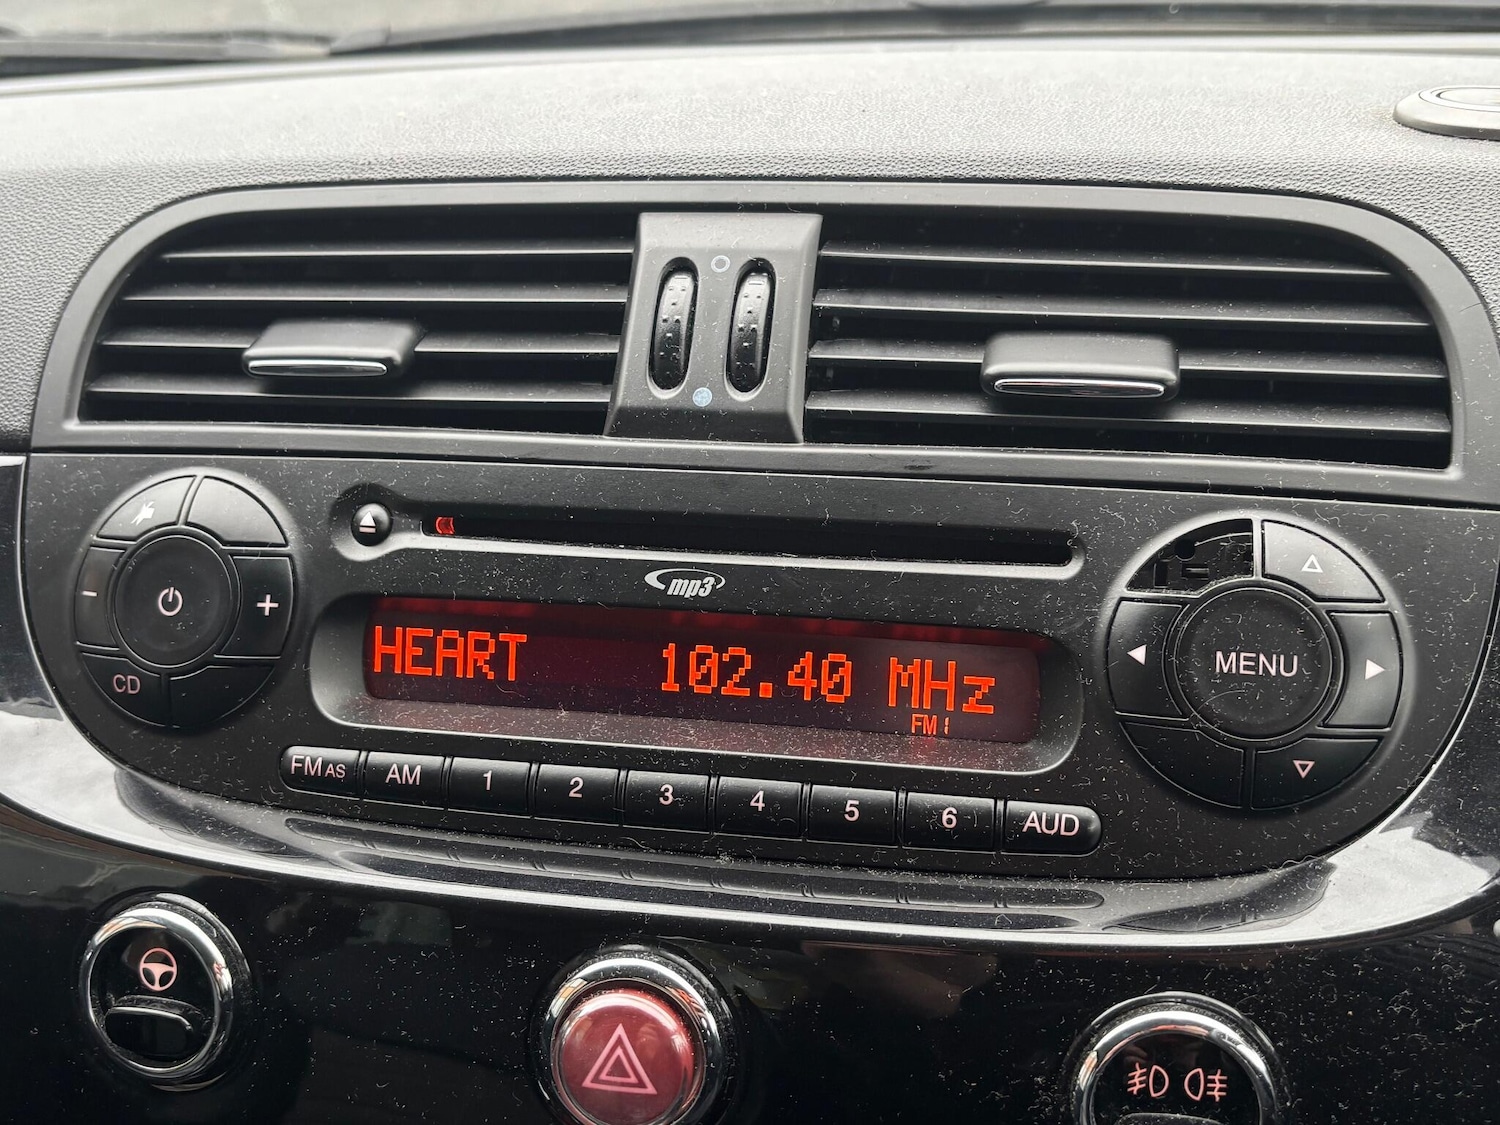 mp3
HEART 102.40 MHz
FM1
CD
MENU
FM AS AM 1 2 3 4 5 6 AUD